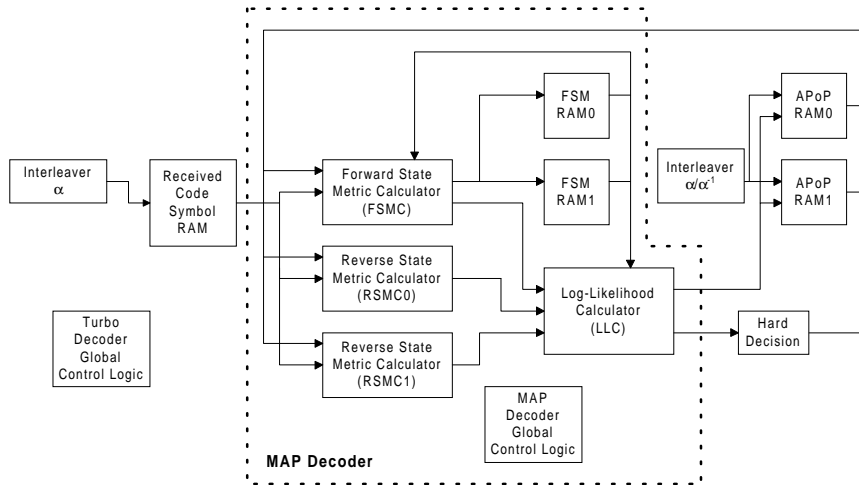 Interleaver
α
Received
Code
Symbol
RAM
Turbo
Decoder
Global
Control Logic
Forward State
Metric Calculator
(FSMC)
Reverse State
Metric Calculator
(RSMC0)
Reverse State
Metric Calculator
(RSMC1)
FSM
RAM0
FSM
RAM1
Log-Likelihood
Calculator
(LLC)
MAP
Decoder
Global
Control Logic
MAP Decoder
Interleaver
α/α⁻¹
APoP
RAM0
APoP
RAM1
Hard
Decision